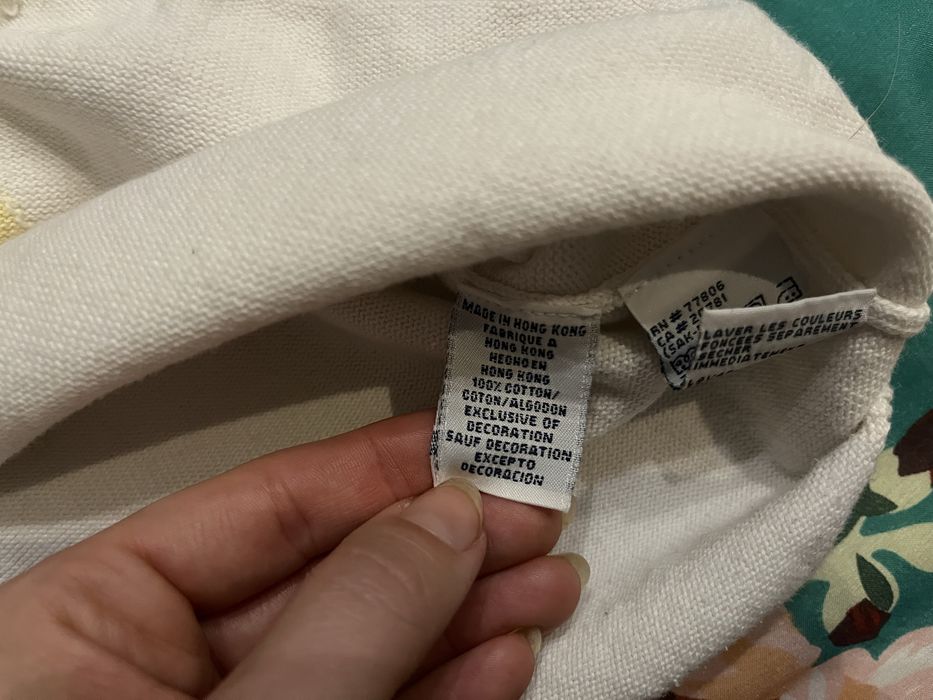 MADE IN HONG KONG
FABRIQUE A
HONG KONG
HECHO EN
HONG KONG
100% COTTON/
COTON/ALGODON
EXCLUSIVE OF
DECORATION
SAUF DECORATION
EXCEPTO
DECORACION
RN # 77806
CA #
LAVER LES COULEURS
FONCEES SEPAREMENT
SECHER